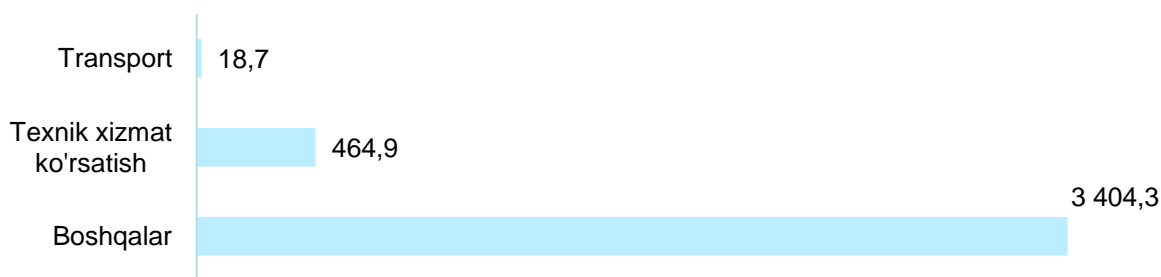 Transport
18,7
Texnik xizmat
ko'rsatish
464,9
3 404,3
Boshqalar